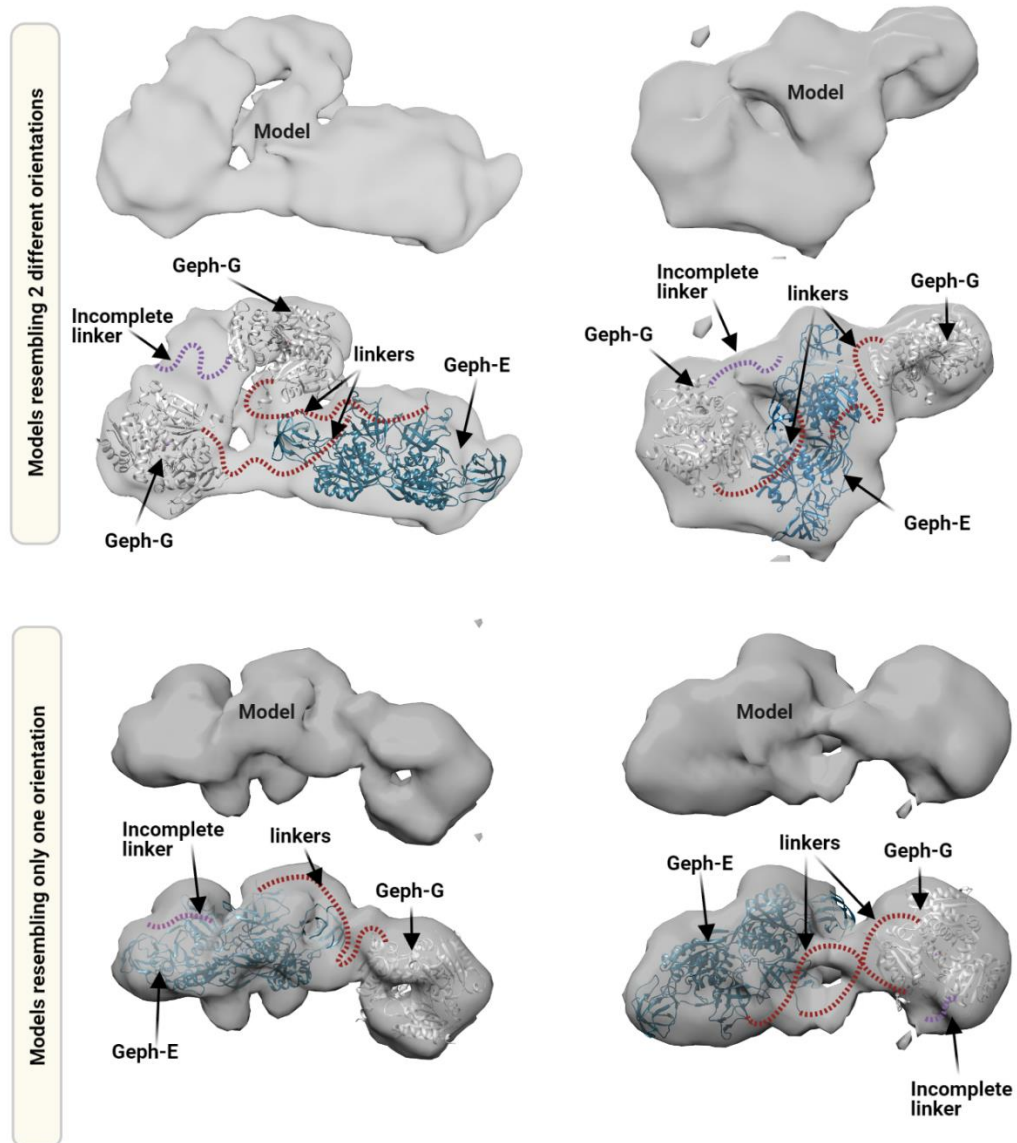 Models resembling 2 different orientations
Model
Model
Geph-G
Incomplete
linker
linkers
Geph-E
Geph-G
Incomplete
linker
linkers
Geph-G
Geph-G
Geph-E
Models resembling only one orientation
Model
Model
Incomplete
linker
linkers
Geph-G
Geph-E
linkers
Geph-E
Geph-G
Incomplete
linker